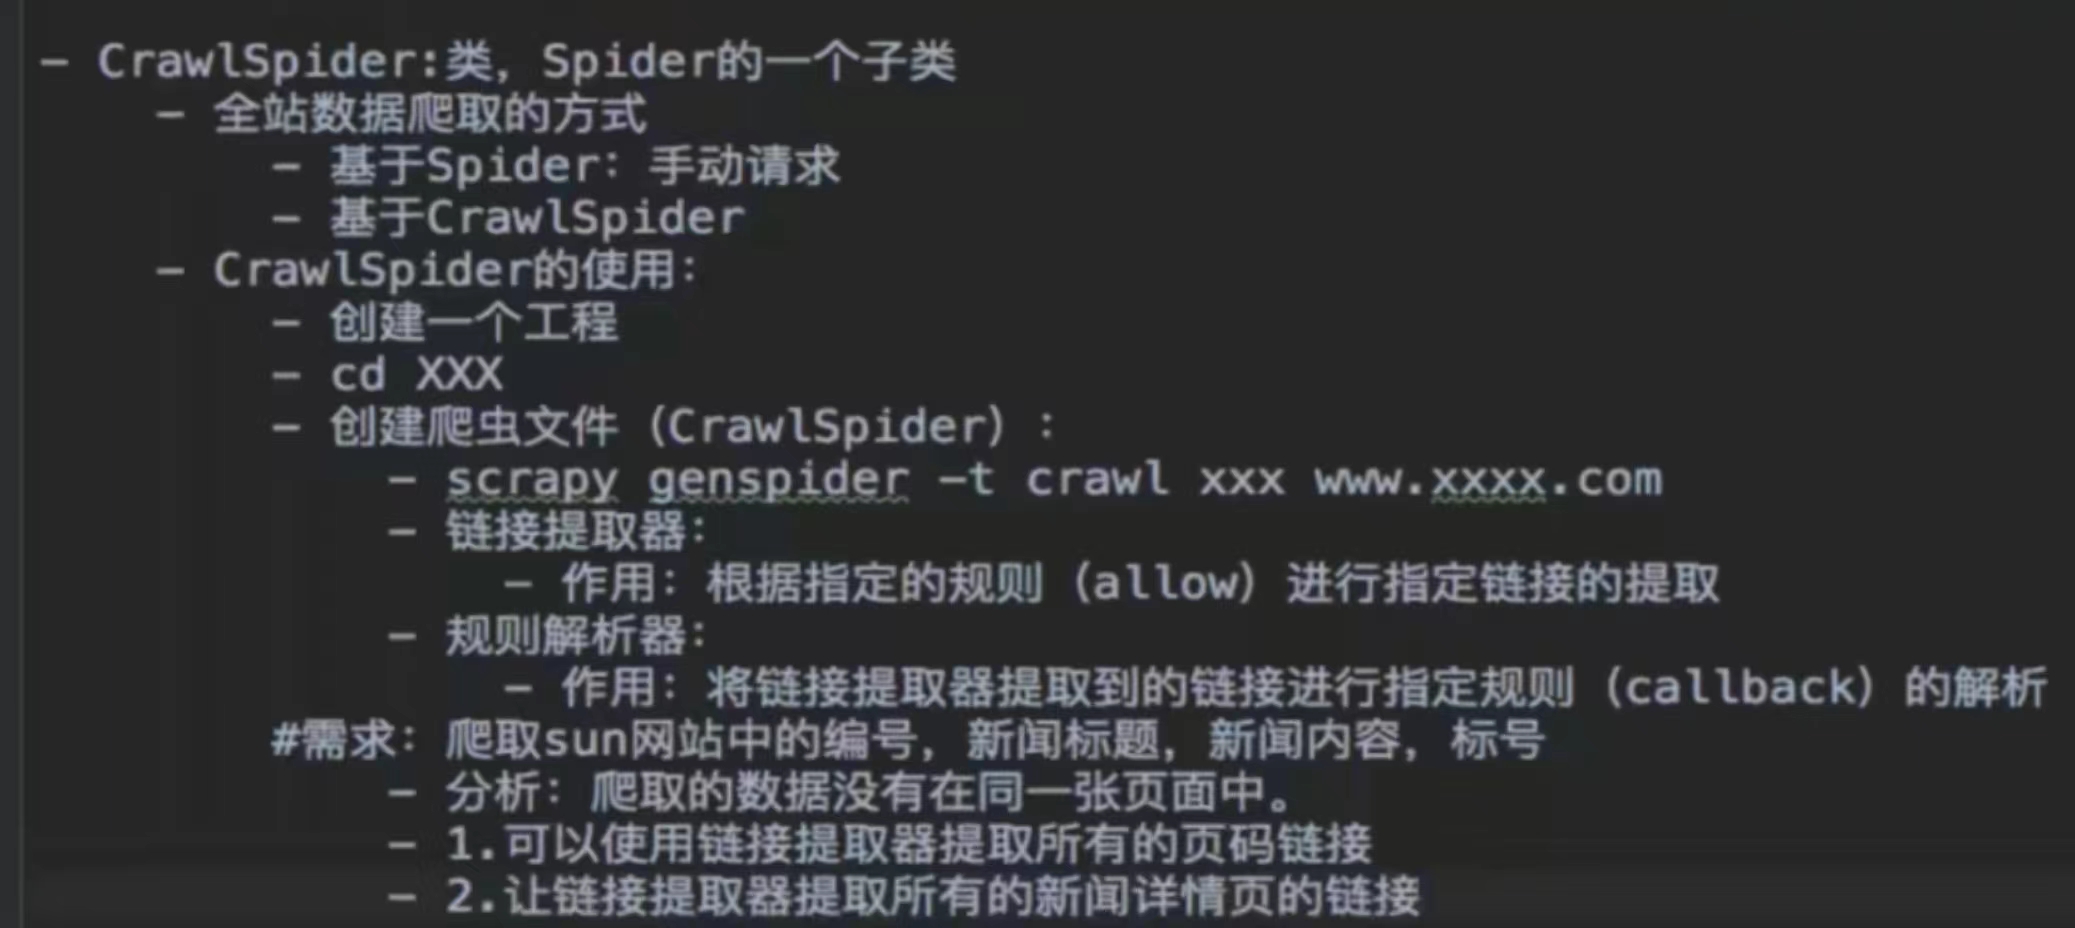 - CrawlSpider:类，Spider的一个子类
- 全站数据爬取的方式
- 基于Spider：手动请求
- 基于CrawlSpider
- CrawlSpider的使用：
- 创建一个工程
- cd XXX
- 创建爬虫文件（CrawlSpider）：
- scrapy genspider -t crawl xxx www.xxxx.com
- 链接提取器：
- 作用：根据指定的规则（allow）进行指定链接的提取
- 规则解析器：
- 作用：将链接提取器提取到的链接进行指定规则（callback）的解析
#需求：爬取sun网站中的编号，新闻标题，新闻内容，标号
- 分析：爬取的数据没有在同一张页面中。
- 1.可以使用链接提取器提取所有的页码链接
- 2.让链接提取器提取所有的新闻详情页的链接